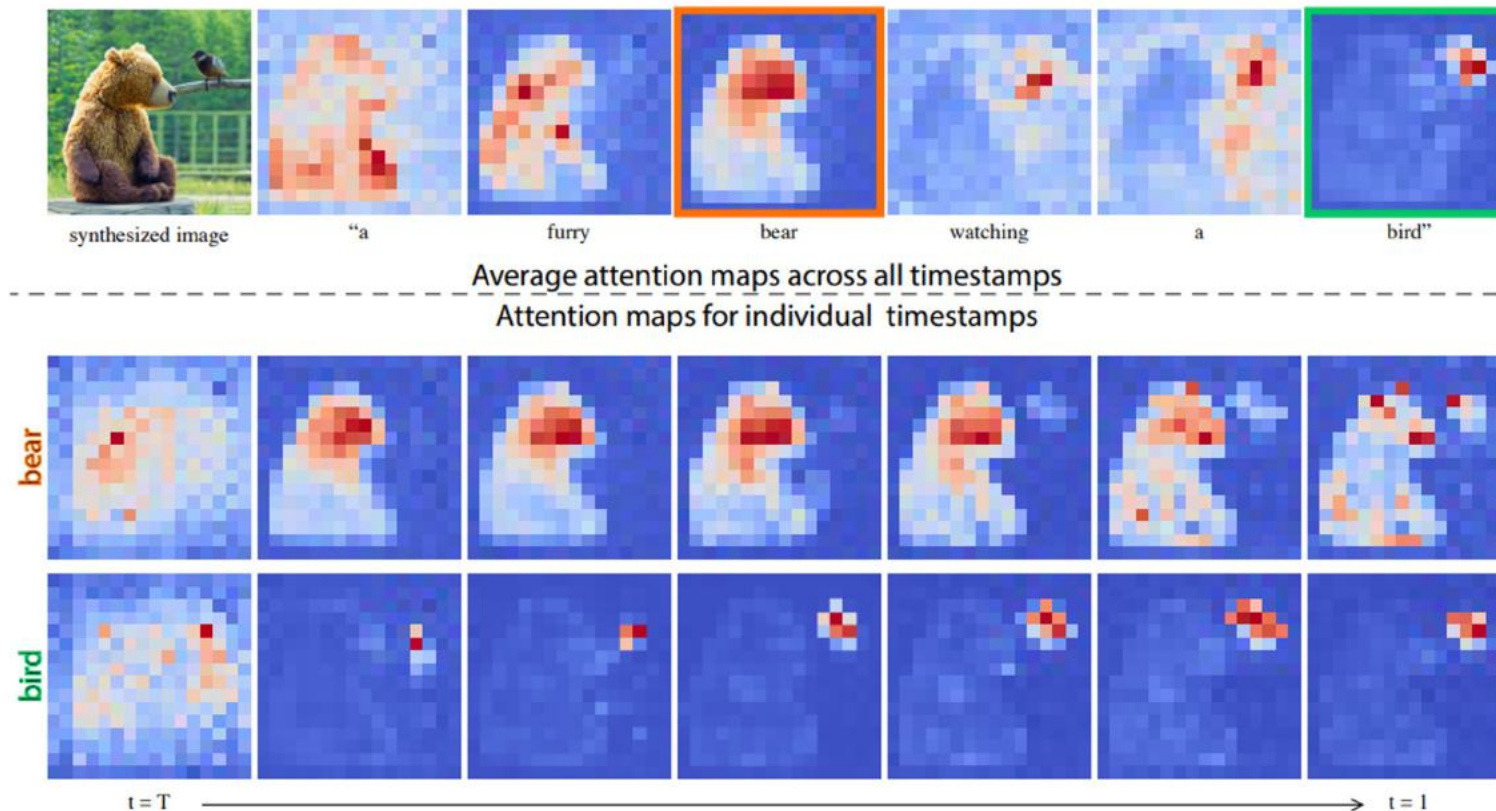 synthesized image “a furry bear watching a bird”
Average attention maps across all timestamps
Attention maps for individual timestamps
bear
bird
t = T t = 1